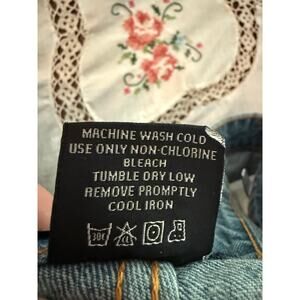 MACHINE WASH COLD
USE ONLY NON-CHLORINE
BLEACH
TUMBLE DRY LOW
REMOVE PROMPTLY
COOL IRON